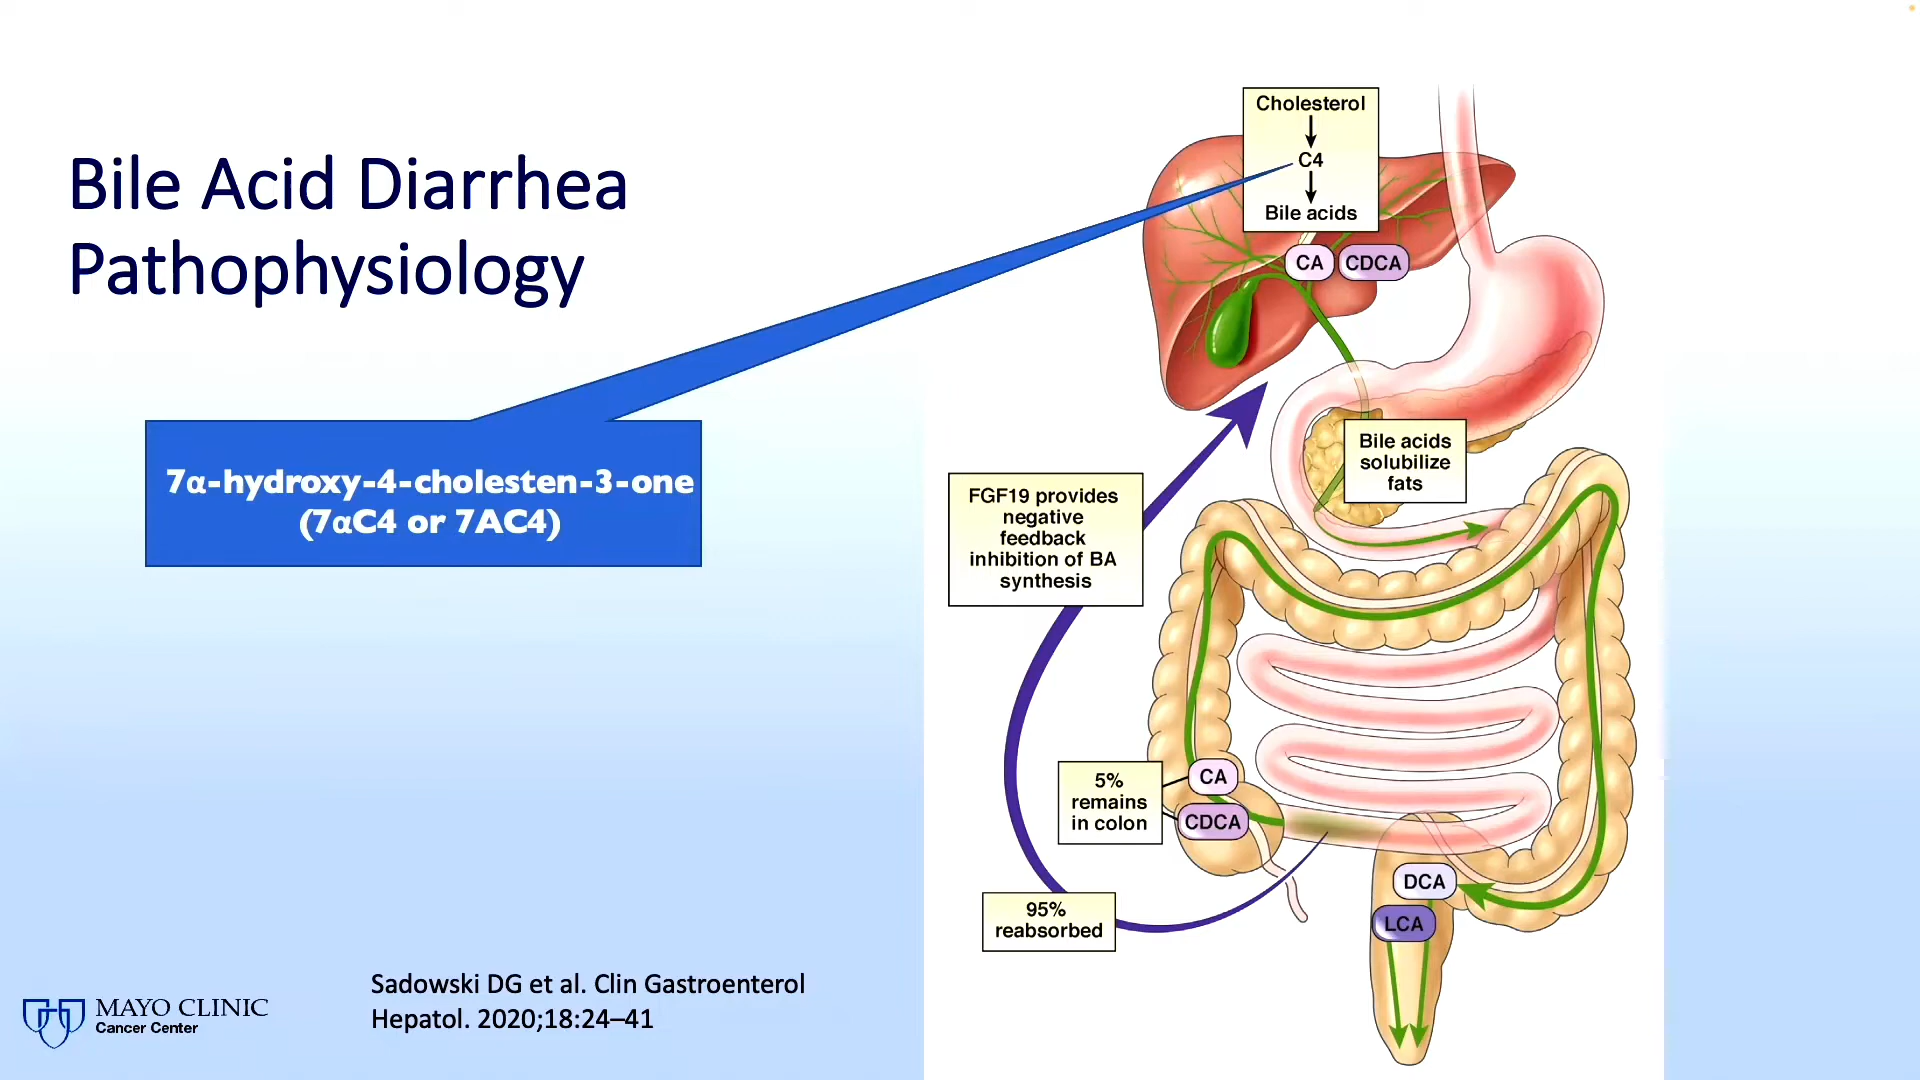 Bile Acid Diarrhea
Pathophysiology
7α-hydroxy-4-cholesten-3-one
(7αC4 or 7AC4)
Cholesterol
C4
Bile acids
CA
CDCA
Bile acids
solubilize
fats
FGF19 provides
negative
feedback
inhibition of BA
synthesis
5%
remains
in colon
CA
CDCA
95%
reabsorbed
DCA
LCA
Sadowski DG et al. Clin Gastroenterol
Hepatol. 2020;18:24–41
MAYO CLINIC
Cancer Center